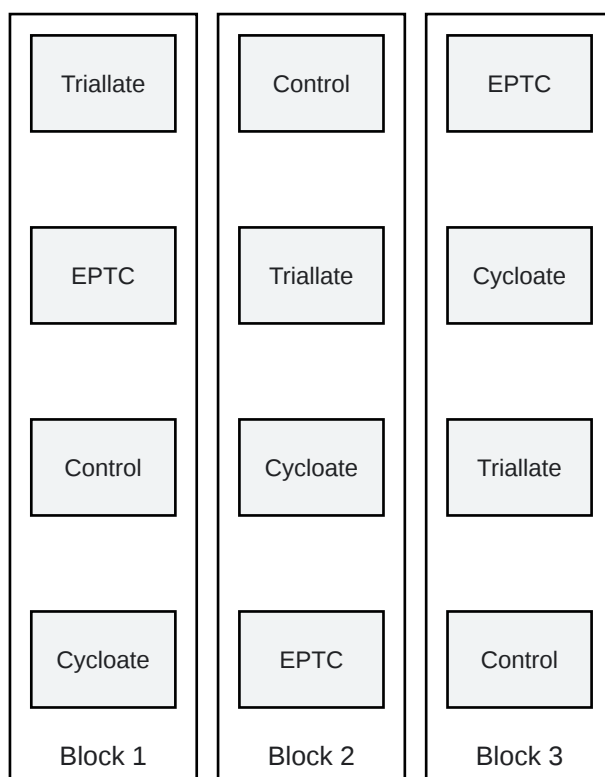 Triallate
EPTC
Control
Cycloate
Block 1
Control
Triallate
Cycloate
EPTC
Block 2
EPTC
Cycloate
Triallate
Control
Block 3